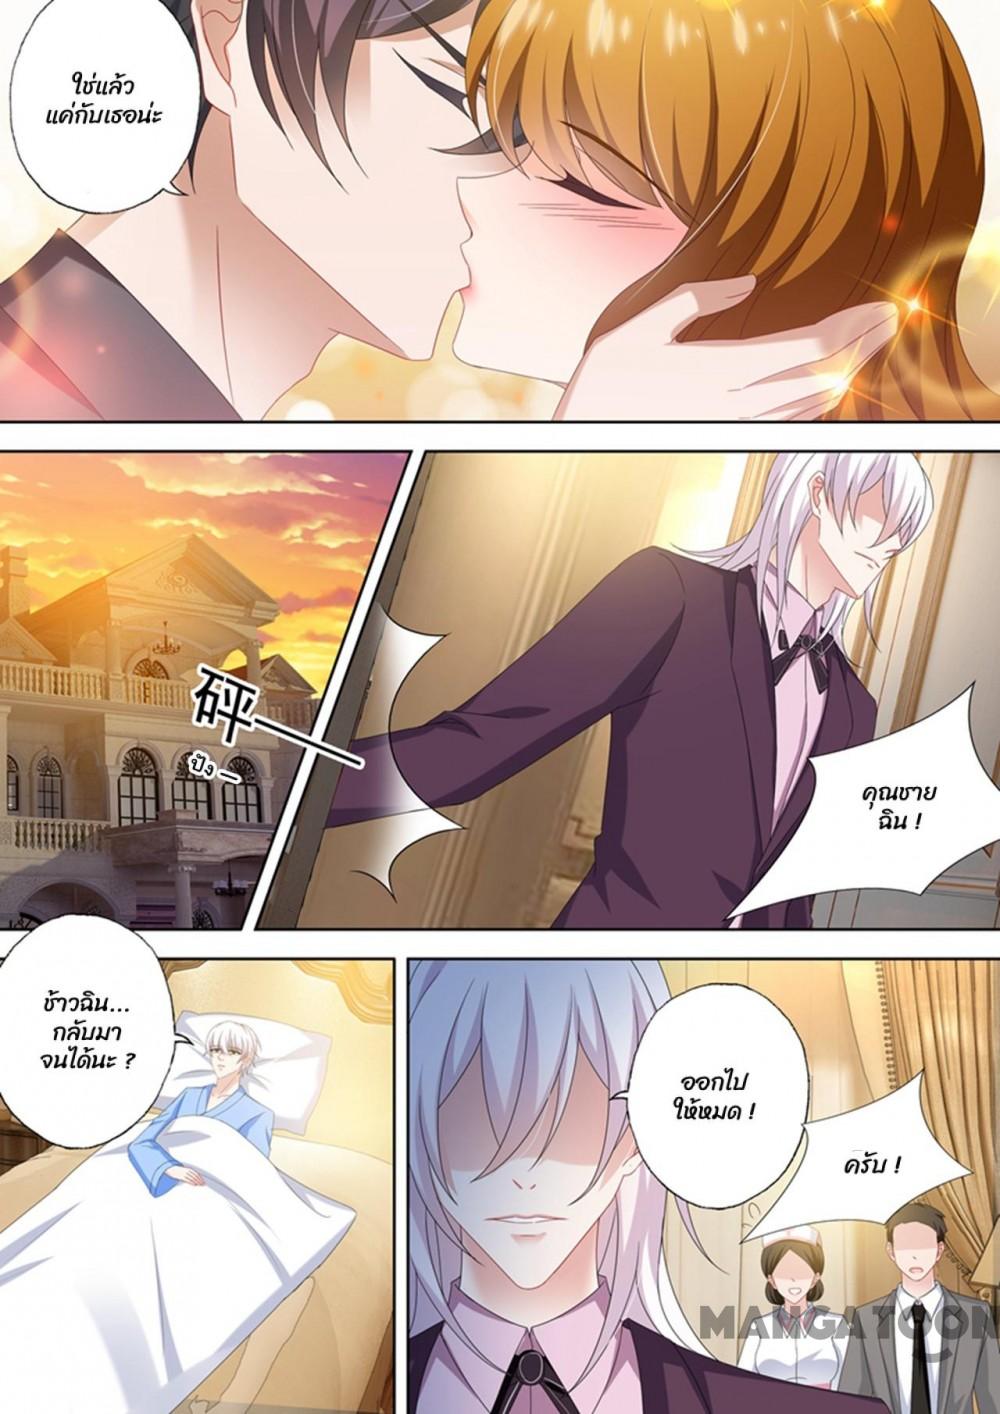 ใช่แล้ว
แค่กับเธอน่ะ
砰
ปัง
คุณชาย
ฉิน !
ช้าวฉิน...
กลับมา
จนได้นะ ?
ออกไป
ให้หมด !
ครับ !
MANGATOON